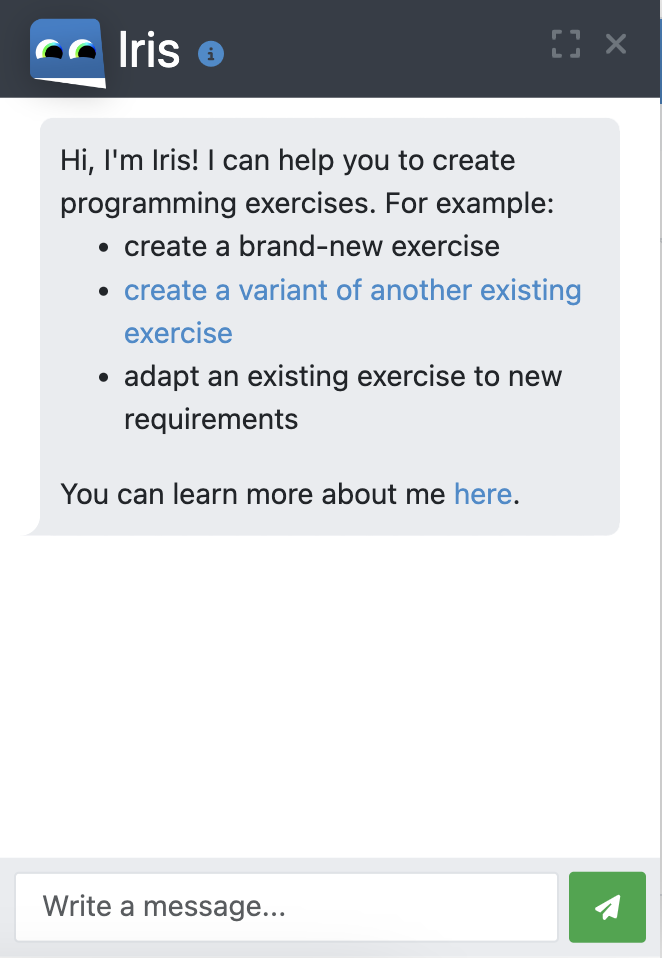 Iris
Hi, I'm Iris! I can help you to create
programming exercises. For example:
• create a brand-new exercise
• create a variant of another existing
exercise
• adapt an existing exercise to new
requirements
You can learn more about me here.
Write a message...